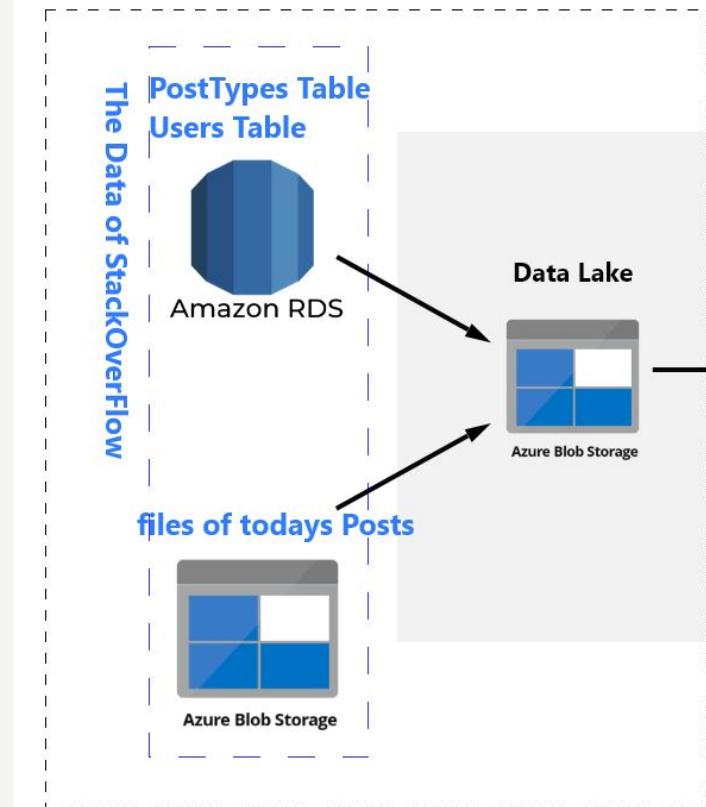 The Data of StackOverFlow
PostTypes Table
Users Table
Amazon RDS
files of todays Posts
Azure Blob Storage
Data Lake
Azure Blob Storage